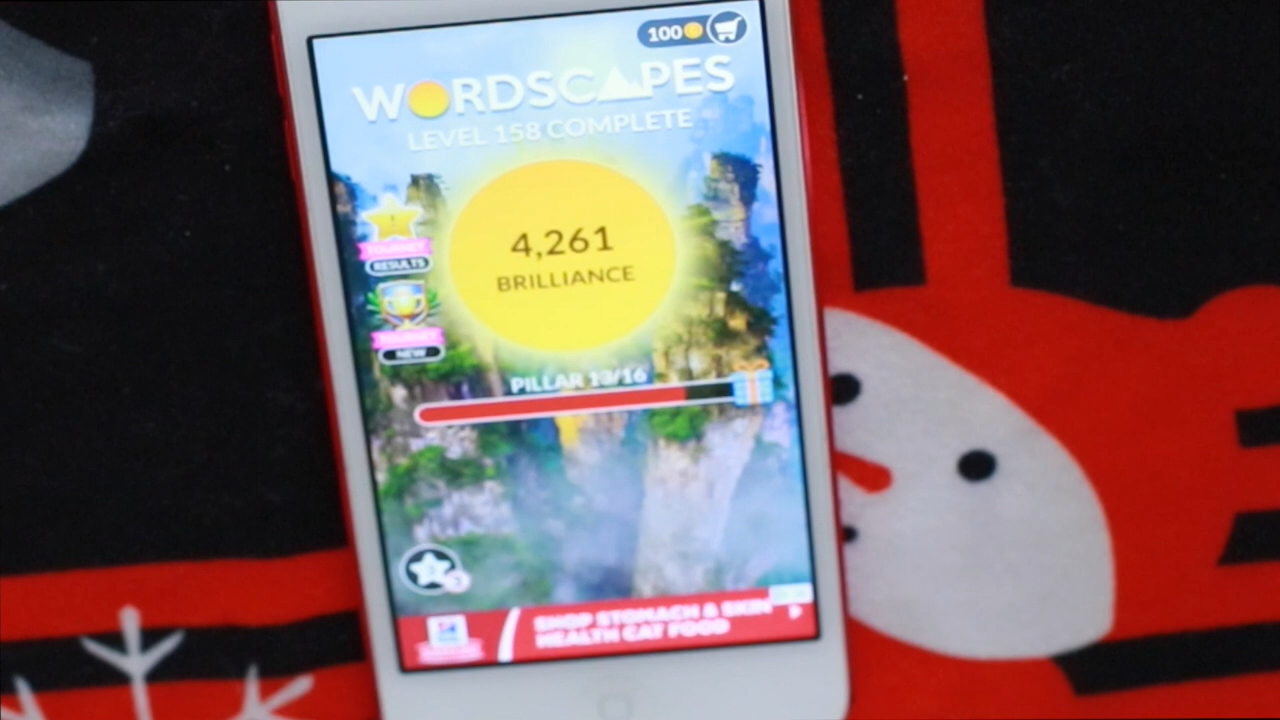 100
WORDSCAPES
LEVEL 158 COMPLETE
4,261
BRILLIANCE
TOURNEY
RESULTS
TOURNEY
NEW
PILLAR 13/16
SHOP STOMACH & SKIN
HEALTH CAT FOOD